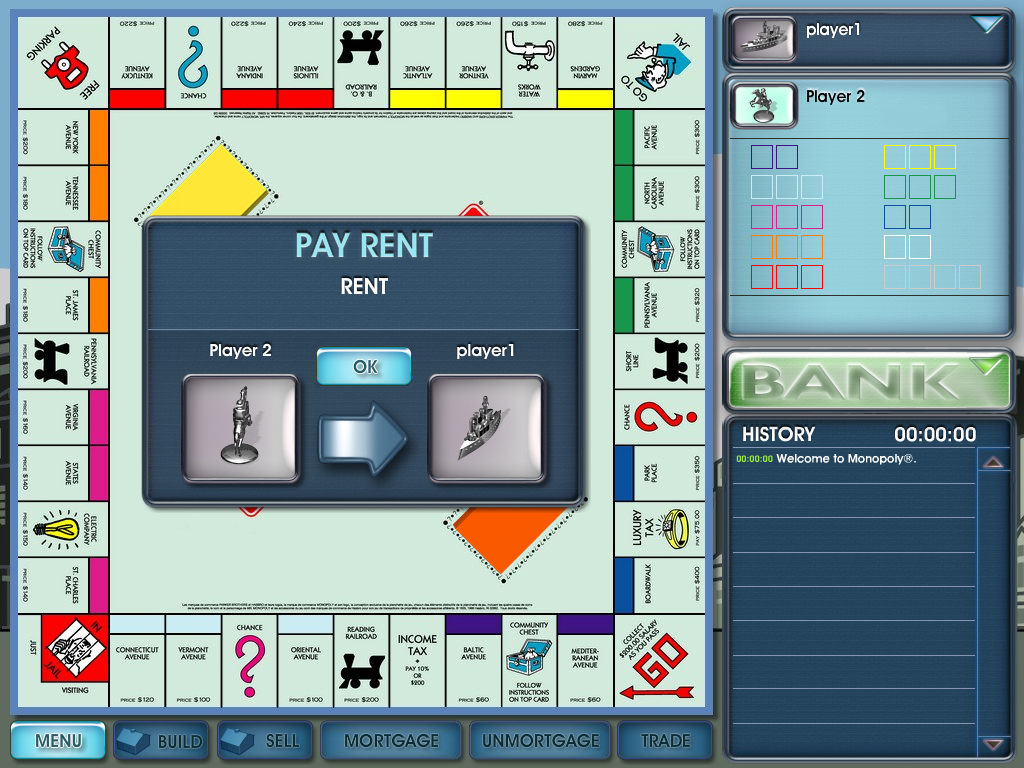 FREE
PARKING
PRICE $220
KENTUCKY
AVENUE
CHANCE
PRICE $220
INDIANA
AVENUE
PRICE $240
ILLINOIS
AVENUE
PRICE $200
B. & O.
RAILROAD
PRICE $260
ATLANTIC
AVENUE
PRICE $260
VENTNOR
AVENUE
PRICE $150
WATER
WORKS
PRICE $280
MARVIN
GARDENS
GO TO
JAIL
NEW YORK
AVENUE
PRICE $200
TENNESSEE
AVENUE
PRICE $180
COMMUNITY
CHEST
FOLLOW
INSTRUCTIONS
ON TOP CARD
ST. JAMES
PLACE
PRICE $180
PENNSYLVANIA
RAILROAD
PRICE $200
VIRGINIA
AVENUE
PRICE $160
STATES
AVENUE
PRICE $140
ELECTRIC
COMPANY
PRICE $150
ST. CHARLES
PLACE
PRICE $140
PACIFIC
AVENUE
PRICE $300
NORTH
CAROLINA
AVENUE
PRICE $300
COMMUNITY
CHEST
FOLLOW
INSTRUCTIONS
ON TOP CARD
PENNSYLVANIA
AVENUE
PRICE $320
SHORT
LINE
PRICE $200
CHANCE
PARK
PLACE
PRICE $350
LUXURY
TAX
PAY $75.00
BOARDWALK
PRICE $400
PAY RENT
RENT
Player 2
OK
player1
JUST
IN
JAIL
VISITING
CONNECTICUT
AVENUE
PRICE $120
VERMONT
AVENUE
PRICE $100
CHANCE
ORIENTAL
AVENUE
PRICE $100
READING
RAILROAD
PRICE $200
INCOME
TAX
PAY 10%
OR
$200
BALTIC
AVENUE
PRICE $60
COMMUNITY
CHEST
FOLLOW
INSTRUCTIONS
ON TOP CARD
MEDITER-
RANEAN
AVENUE
PRICE $60
COLLECT
$200.00 SALARY
AS YOU PASS
GO
player1
Player 2
BANK
HISTORY 00:00:00
00:00:00 Welcome to Monopoly®.
MENU
BUILD
SELL
MORTGAGE
UNMORTGAGE
TRADE